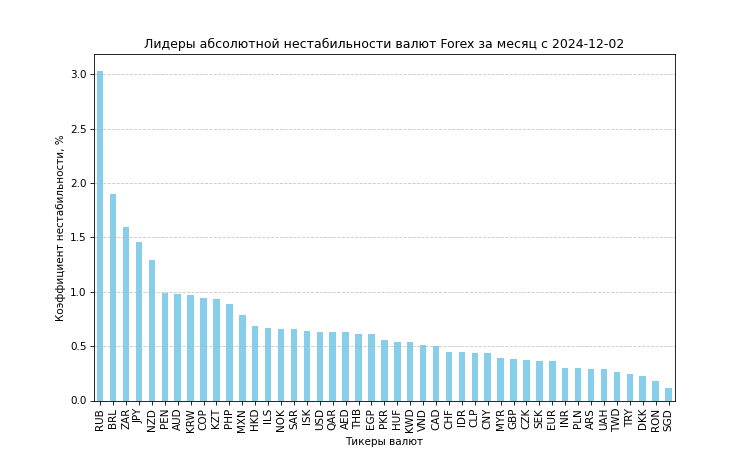 Лидеры абсолютной нестабильности валют Forex за месяц с 2024-12-02
Коэффициент нестабильности, %
3.0
2.5
2.0
1.5
1.0
0.5
0.0
RUB BRL ZAR JPY NZD PEN AUD KRW COP KZT PHP MXN HKD ILS NOK SAR ISK USD QAR AED THB EGP PKR HUF KWD VND CAD CHF IDR CLP CNY MYR GBP CZK SEK EUR INR PLN ARS UAH TWD TRY DKK RON SGD
Тикеры валют